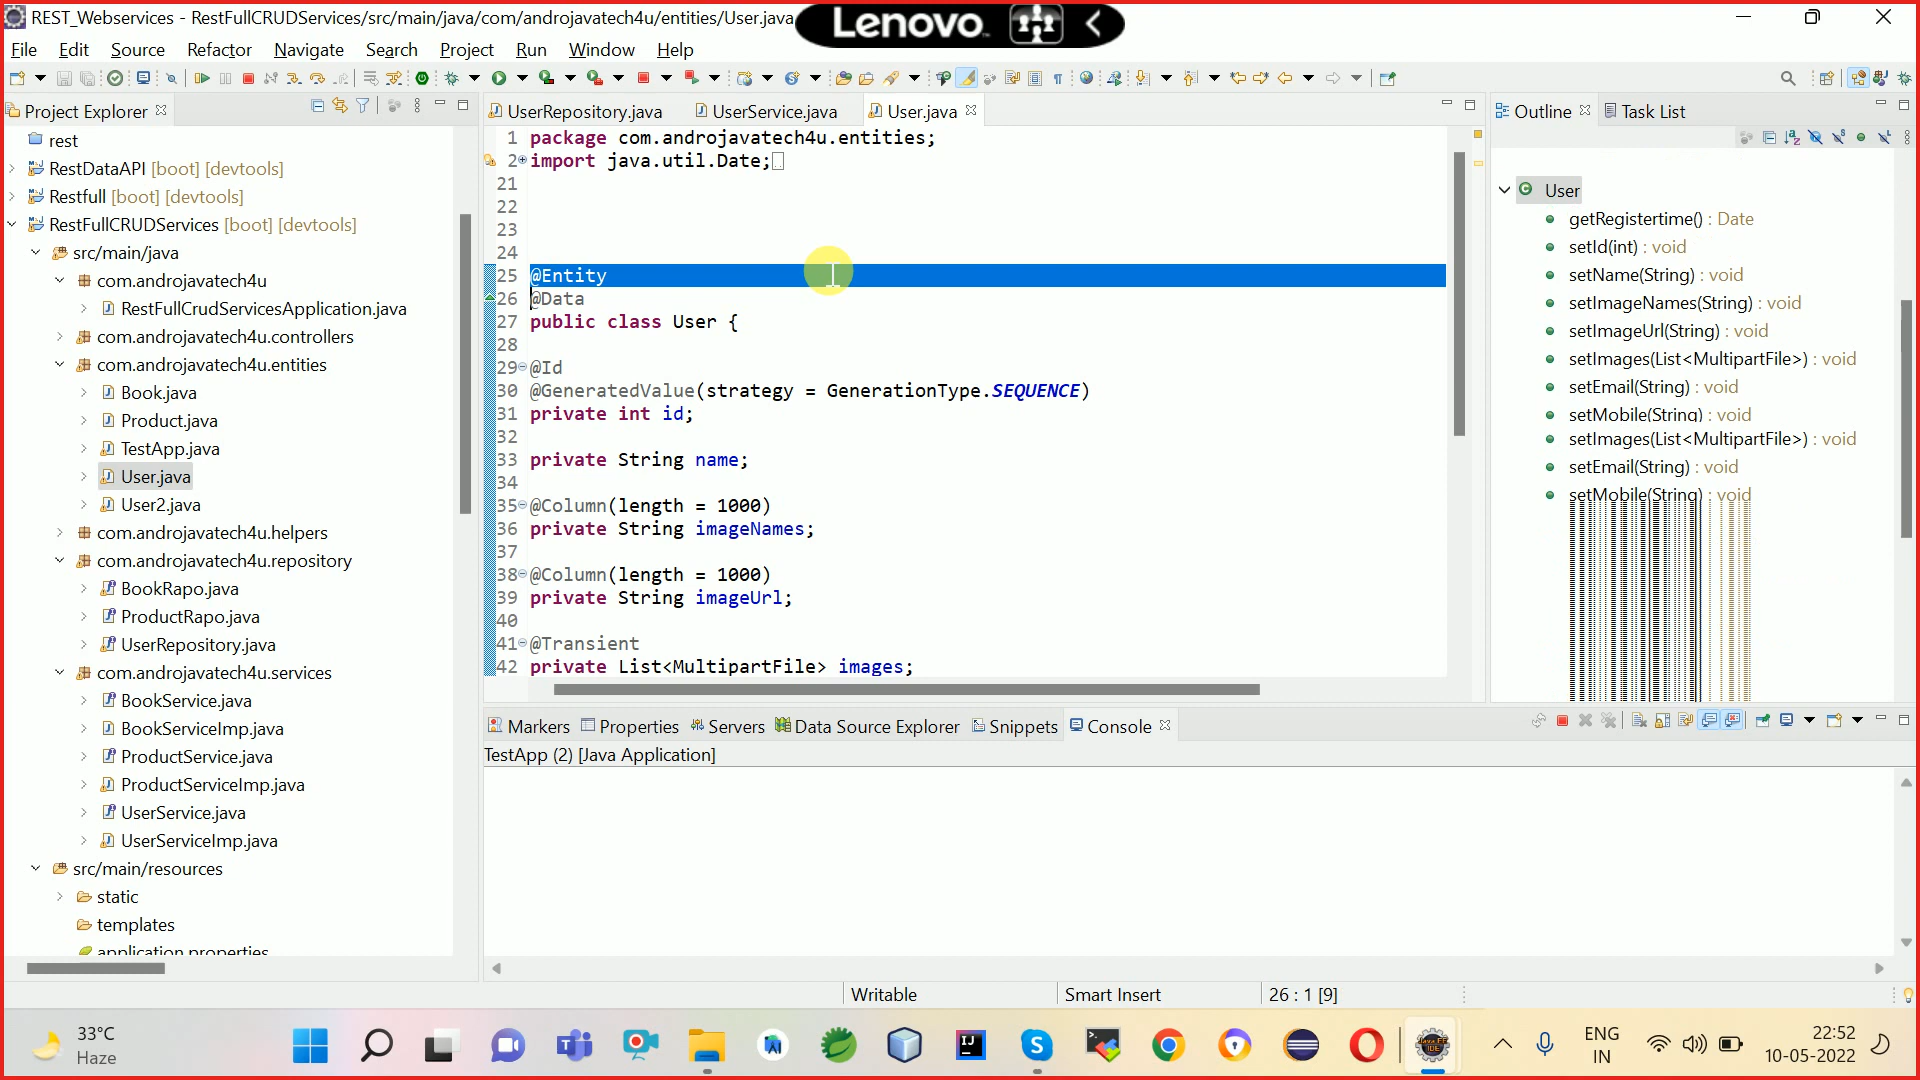 REST_Webservices - RestFullCRUDServices/src/main/java/com/androjavatech4u/entities/User.java
Lenovo
File Edit Source Refactor Navigate Search Project Run Window Help
Project Explorer
rest
RestDataAPI [boot] [devtools]
Restfull [boot] [devtools]
RestFullCRUDServices [boot] [devtools]
src/main/java
com.androjavatech4u
RestFullCrudServicesApplication.java
com.androjavatech4u.controllers
com.androjavatech4u.entities
Book.java
Product.java
TestApp.java
User.java
User2.java
com.androjavatech4u.helpers
com.androjavatech4u.repository
BookRapo.java
ProductRapo.java
UserRepository.java
com.androjavatech4u.services
BookService.java
BookServiceImp.java
ProductService.java
ProductServiceImp.java
UserService.java
UserServiceImp.java
src/main/resources
static
templates
application.properties
UserRepository.java UserService.java User.java
1 package com.androjavatech4u.entities;
2 import java.util.Date;
21
22
23
24
25 @Entity
26 @Data
27 public class User {
28
29 @Id
30 @GeneratedValue(strategy = GenerationType.SEQUENCE)
31 private int id;
32
33 private String name;
34
35 @Column(length = 1000)
36 private String imageNames;
37
38 @Column(length = 1000)
39 private String imageUrl;
40
41 @Transient
42 private List<MultipartFile> images;
Outline Task List
User
getRegistertime() : Date
setId(int) : void
setName(String) : void
setImageNames(String) : void
setImageUrl(String) : void
setImages(List<MultipartFile>) : void
setEmail(String) : void
setMobile(String) : void
setImages(List<MultipartFile>) : void
setEmail(String) : void
setMobile(String) : void
Markers Properties Servers Data Source Explorer Snippets Console
TestApp (2) [Java Application]
Writable Smart Insert 26 : 1 [9]
33°C
Haze
ENG
IN
22:52
10-05-2022